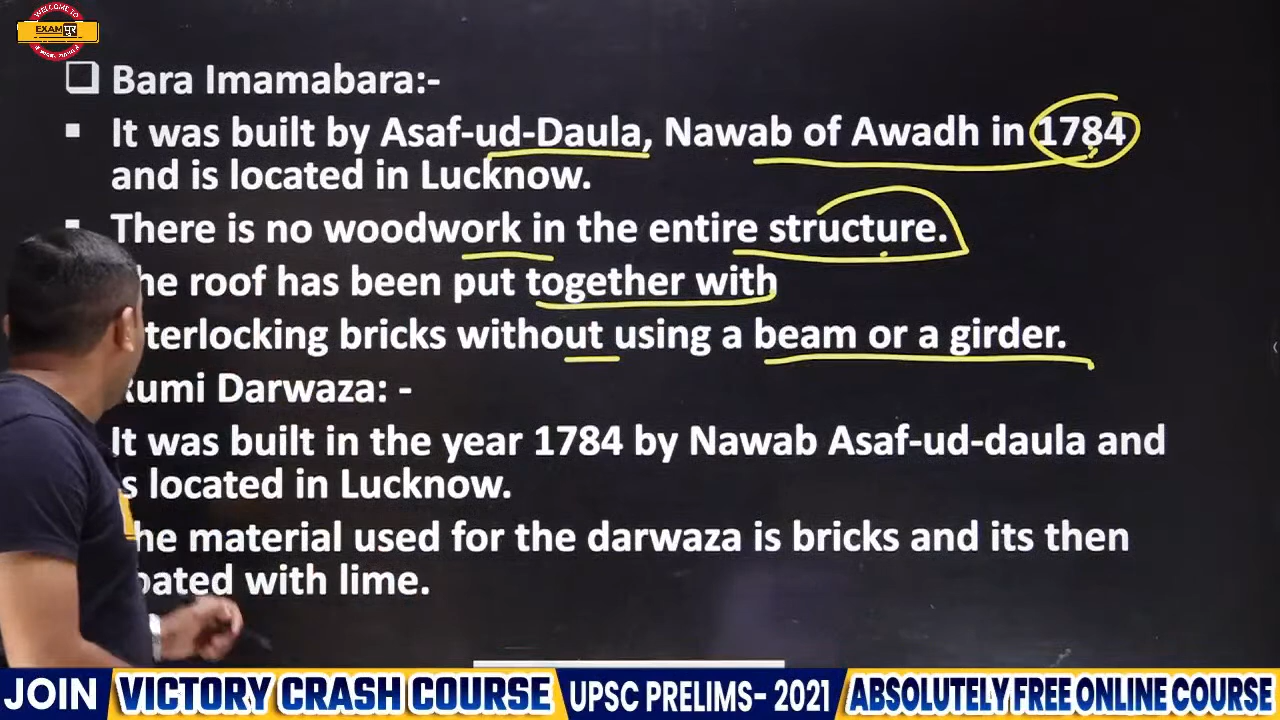 WELCOME TO
EXAM पुर
❑ Bara Imamabara:-
▪ It was built by Asaf-ud-Daula, Nawab of Awadh in 1784
and is located in Lucknow.
▪ There is no woodwork in the entire structure.
he roof has been put together with
terlocking bricks without using a beam or a girder.
umi Darwaza: -
It was built in the year 1784 by Nawab Asaf-ud-daula and
s located in Lucknow.
he material used for the darwaza is bricks and its then
oated with lime.
JOIN VICTORY CRASH COURSE UPSC PRELIMS- 2021 ABSOLUTELY FREE ONLINE COURSE